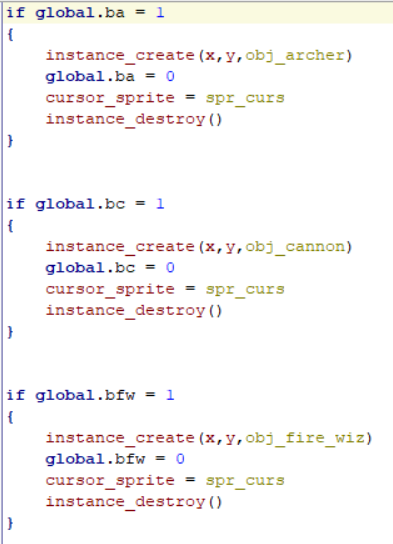 if global.ba = 1
{
instance_create(x,y,obj_archer)
global.ba = 0
cursor_sprite = spr_curs
instance_destroy()
}
if global.bc = 1
{
instance_create(x,y,obj_cannon)
global.bc = 0
cursor_sprite = spr_curs
instance_destroy()
}
if global.bfw = 1
{
instance_create(x,y,obj_fire_wiz)
global.bfw = 0
cursor_sprite = spr_curs
instance_destroy()
}